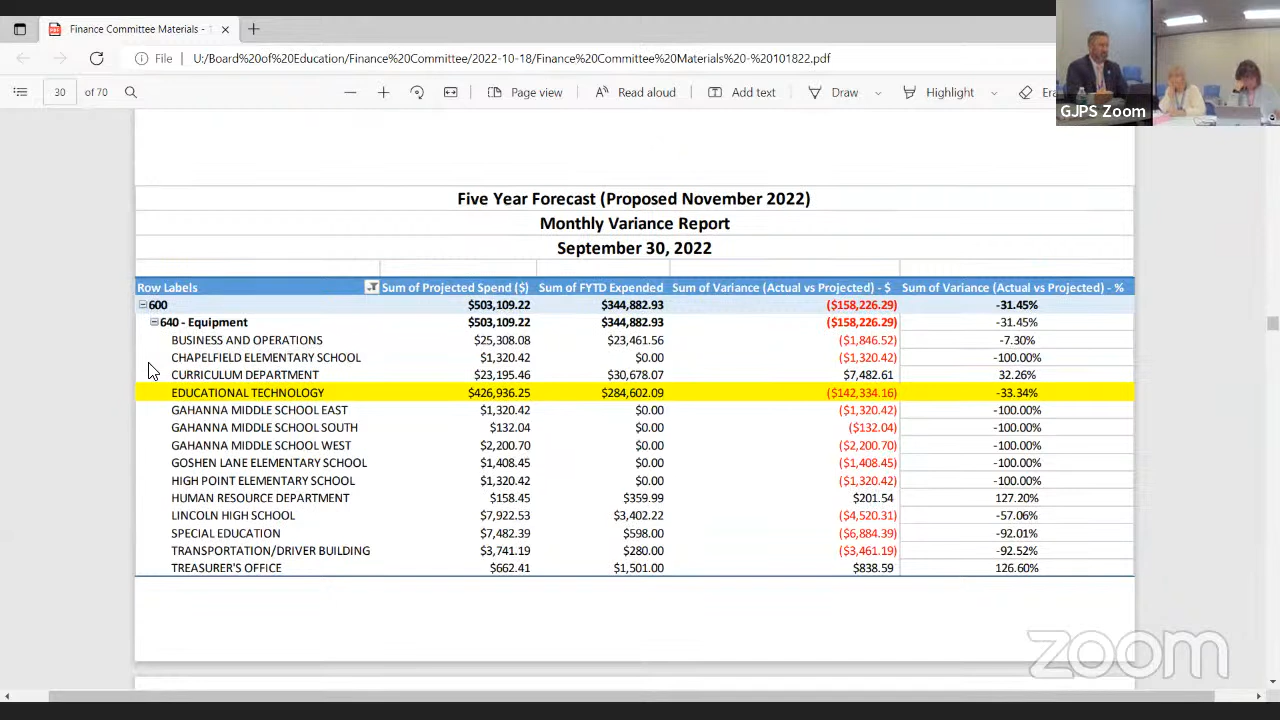 Finance Committee Materials - T
File U:/Board%20of%20Education/Finance%20Committee/2022-10-18/Finance%20Committee%20Materials%20-%20101822.pdf
30 of 70 Page view Read aloud Add text Draw Highlight Era
GJPS Zoom
Five Year Forecast (Proposed November 2022)
Monthly Variance Report
September 30, 2022
Row Labels Sum of Projected Spend ($) Sum of FYTD Expended Sum of Variance (Actual vs Projected) - $ Sum of Variance (Actual vs Projected) - %
600 $503,109.22 $344,882.93 ($158,226.29) -31.45%
640 - Equipment $503,109.22 $344,882.93 ($158,226.29) -31.45%
BUSINESS AND OPERATIONS $25,308.08 $23,461.56 ($1,846.52) -7.30%
CHAPELFIELD ELEMENTARY SCHOOL $1,320.42 $0.00 ($1,320.42) -100.00%
CURRICULUM DEPARTMENT $23,195.46 $30,678.07 $7,482.61 32.26%
EDUCATIONAL TECHNOLOGY $426,936.25 $284,602.09 ($142,334.16) -33.34%
GAHANNA MIDDLE SCHOOL EAST $1,320.42 $0.00 ($1,320.42) -100.00%
GAHANNA MIDDLE SCHOOL SOUTH $132.04 $0.00 ($132.04) -100.00%
GAHANNA MIDDLE SCHOOL WEST $2,200.70 $0.00 ($2,200.70) -100.00%
GOSHEN LANE ELEMENTARY SCHOOL $1,408.45 $0.00 ($1,408.45) -100.00%
HIGH POINT ELEMENTARY SCHOOL $1,320.42 $0.00 ($1,320.42) -100.00%
HUMAN RESOURCE DEPARTMENT $158.45 $359.99 $201.54 127.20%
LINCOLN HIGH SCHOOL $7,922.53 $3,402.22 ($4,520.31) -57.06%
SPECIAL EDUCATION $7,482.39 $598.00 ($6,884.39) -92.01%
TRANSPORTATION/DRIVER BUILDING $3,741.19 $280.00 ($3,461.19) -92.52%
TREASURER'S OFFICE $662.41 $1,501.00 $838.59 126.60%
zoom